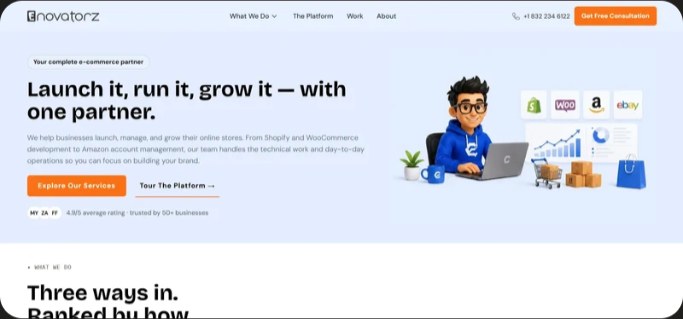 Enovatorz
What We Do
The Platform
Work
About
+1 832 234 6122
Get Free Consultation
Your complete e-commerce partner
Launch it, run it, grow it — with
one partner.
We help businesses launch, manage, and grow their online stores. From Shopify and WooCommerce
development to Amazon account management, our team handles the technical work and day-to-day
operations so you can focus on building your brand.
Explore Our Services
Tour The Platform →
MY ZA FF
4.9/5 average rating · trusted by 50+ businesses
Woo
a
ebay
C
• WHAT WE DO
Three ways in.
Ranked by how